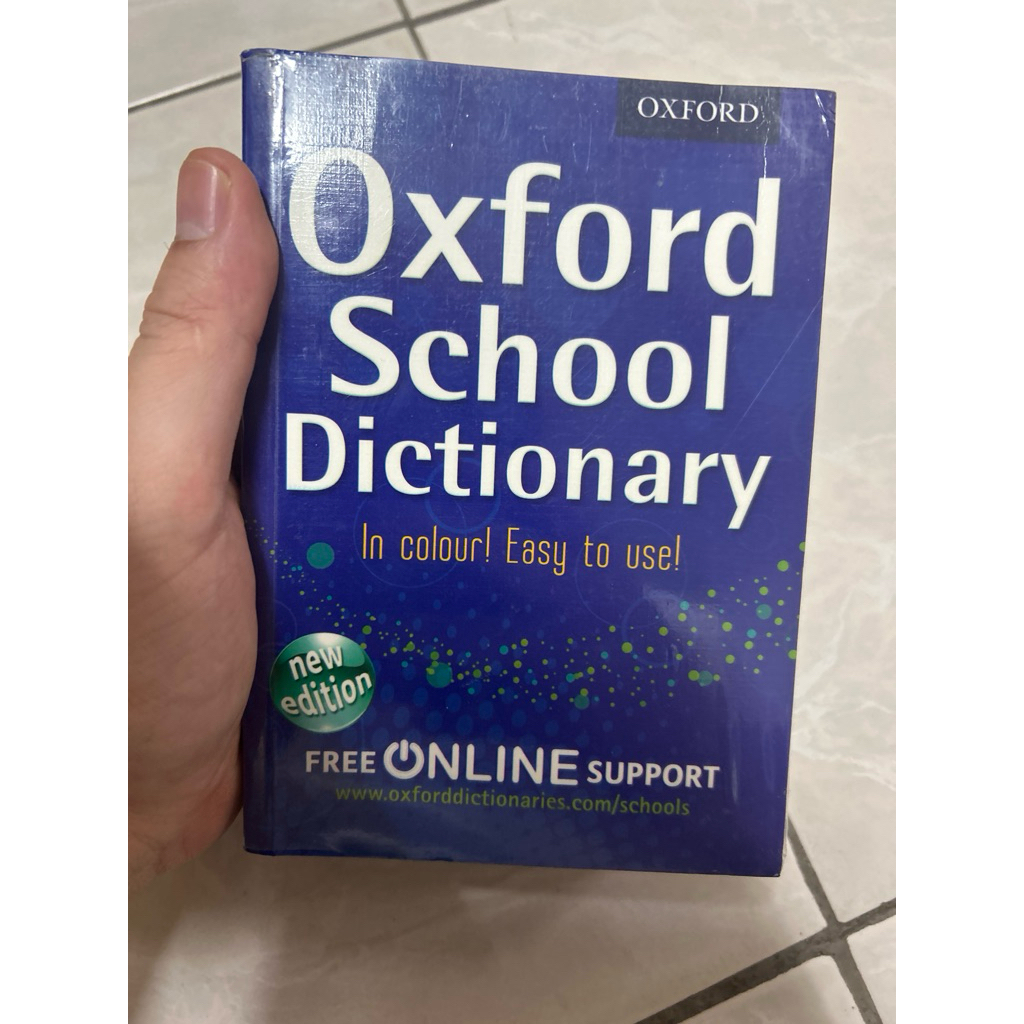 OXFORD
Oxford
School
Dictionary
In colour! Easy to use!
new
edition
FREE ONLINE SUPPORT
www.oxforddictionaries.com/schools